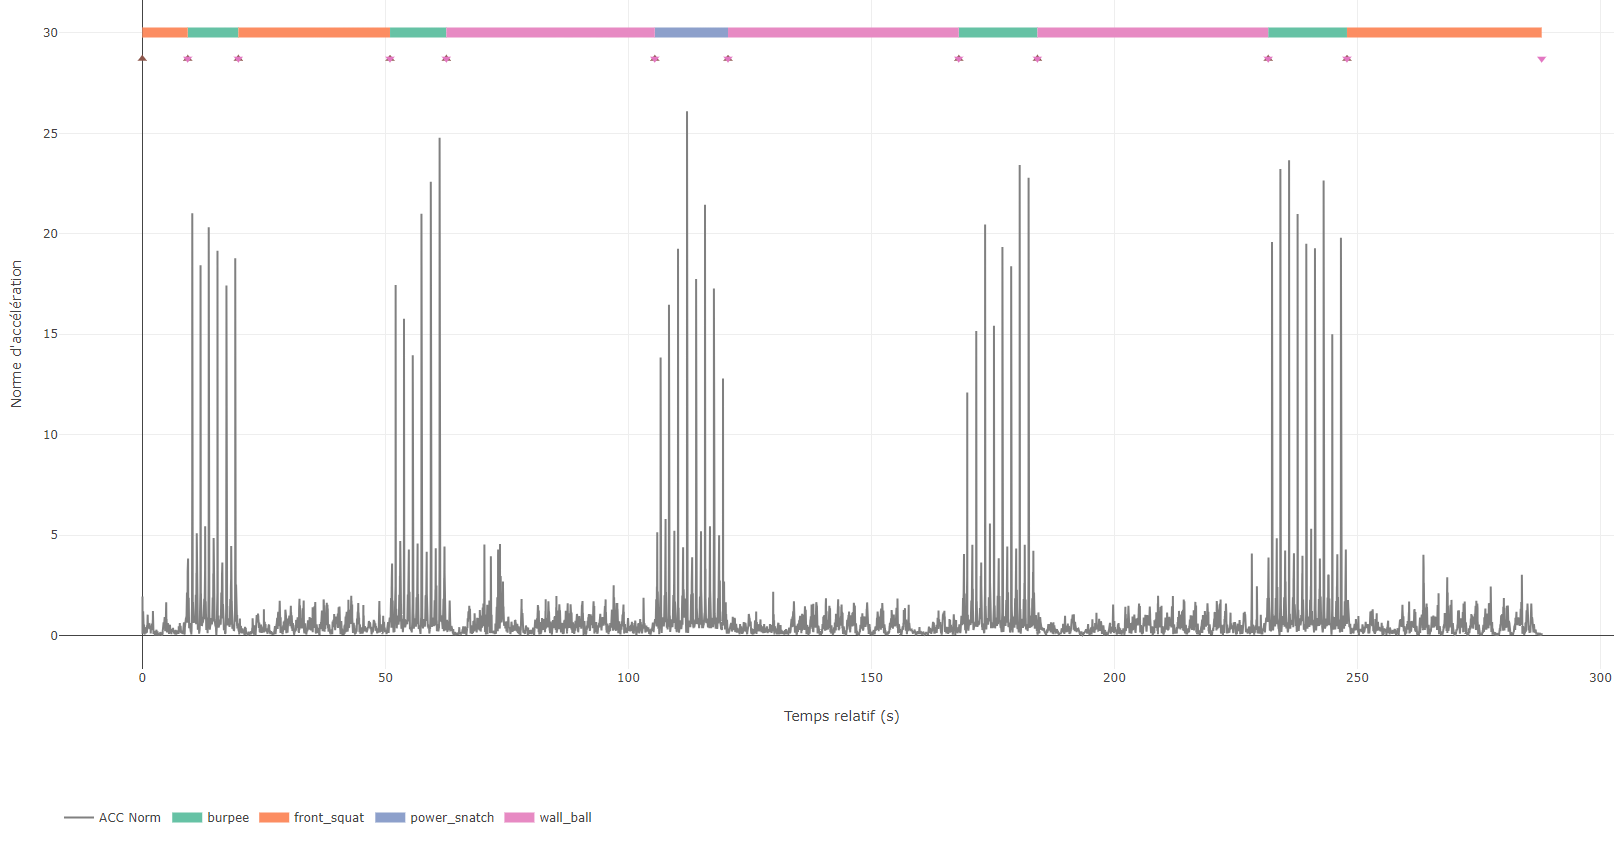 30
25
20
15
10
5
0
Norme d'accélération
0 50 100 150 200 250 300
Temps relatif (s)
ACC Norm burpee front_squat power_snatch wall_ball